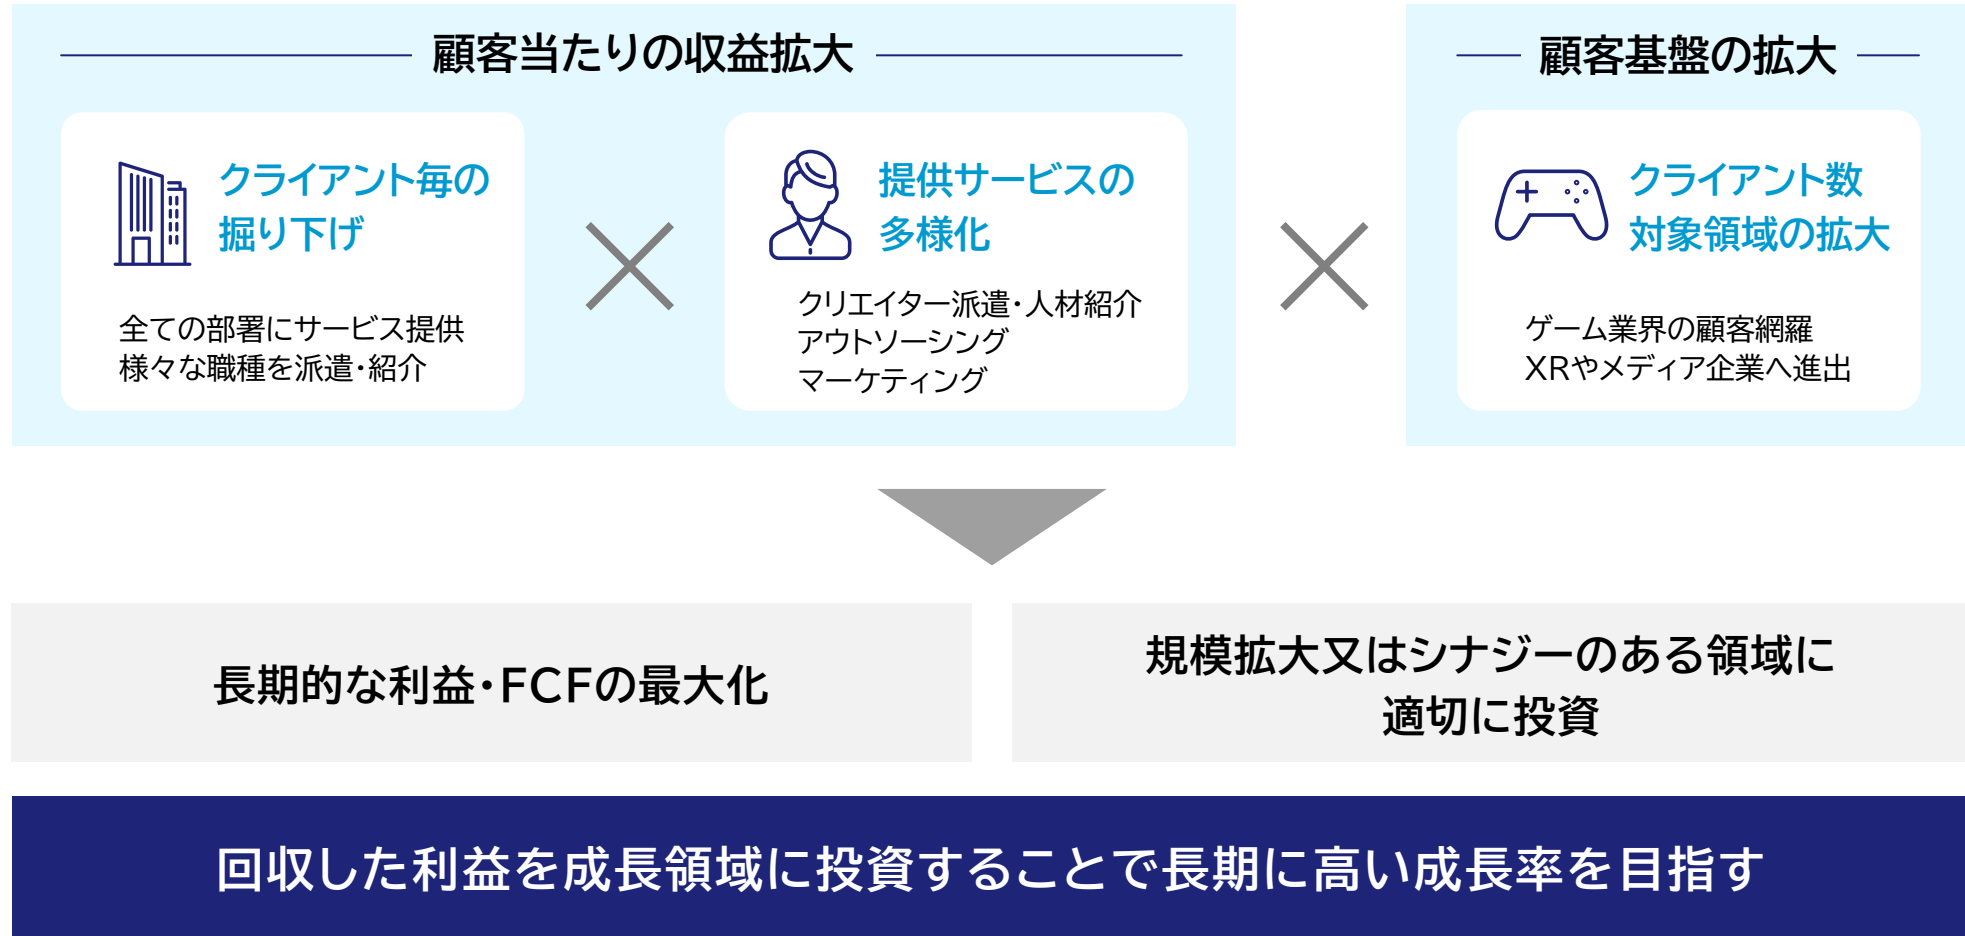 顧客当たりの収益拡大
クライアント毎の
掘り下げ
全ての部署にサービス提供
様々な職種を派遣・紹介
提供サービスの
多様化
クリエイター派遣・人材紹介
アウトソーシング
マーケティング
顧客基盤の拡大
クライアント数
対象領域の拡大
ゲーム業界の顧客網羅
XRやメディア企業へ進出
長期的な利益・FCFの最大化
規模拡大又はシナジーのある領域に
適切に投資
回収した利益を成長領域に投資することで長期に高い成長率を目指す